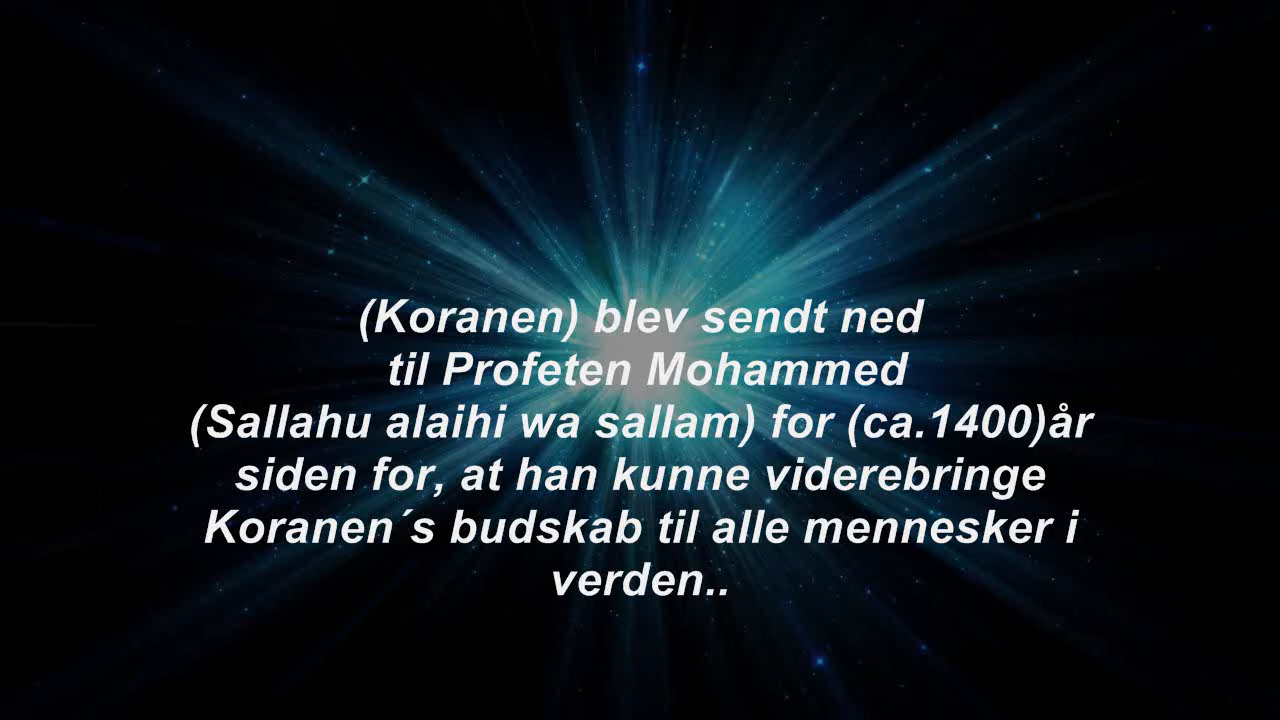 (Koranen) blev sendt ned
til Profeten Mohammed
(Sallahu alaihi wa sallam) for (ca.1400)år
siden for, at han kunne viderebringe
Koranen´s budskab til alle mennesker i
verden..